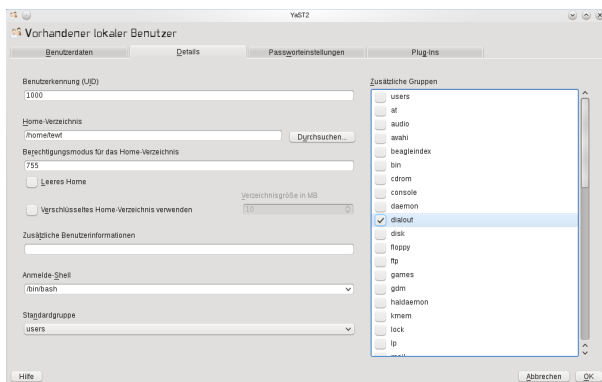 YaST2
Vorhandener lokaler Benutzer
Benutzerdaten
Details
Passworteinstellungen
Plug-Ins
Benutzerkennung (UID)
1000
Home-Verzeichnis
/home/tewt
Durchsuchen...
Berechtigungsmodus für das Home-Verzeichnis
755
Leeres Home
Verzeichnisgröße in MB
Verschlüsseltes Home-Verzeichnis verwenden
10
Zusätzliche Benutzerinformationen
Anmelde-Shell
/bin/bash
Standardgruppe
users
Zusätzliche Gruppen
users
at
audio
avahi
beagleindex
bin
cdrom
console
daemon
dialout
disk
floppy
ftp
games
gdm
haldaemon
kmem
lock
lp
mail
Hilfe
Abbrechen
OK